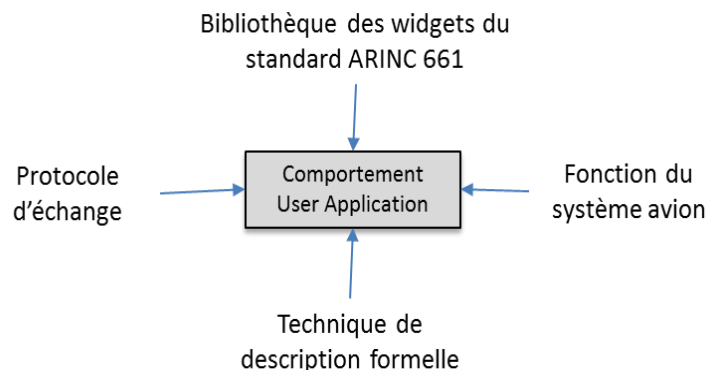 Bibliothèque des widgets du
standard ARINC 661
Protocole
d'échange
Comportement
User Application
Fonction du
système avion
Technique de
description formelle